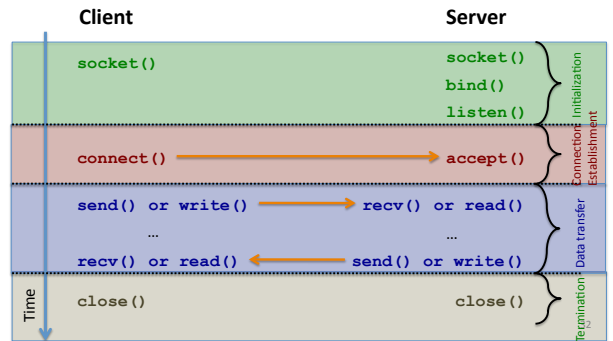 Client Server
socket() socket()
bind()
listen()
Initialization
connect() accept()
Connection
Establishment
send() or write() recv() or read()
… …
recv() or read() send() or write()
Data transfer
close() close()
Termination
Time